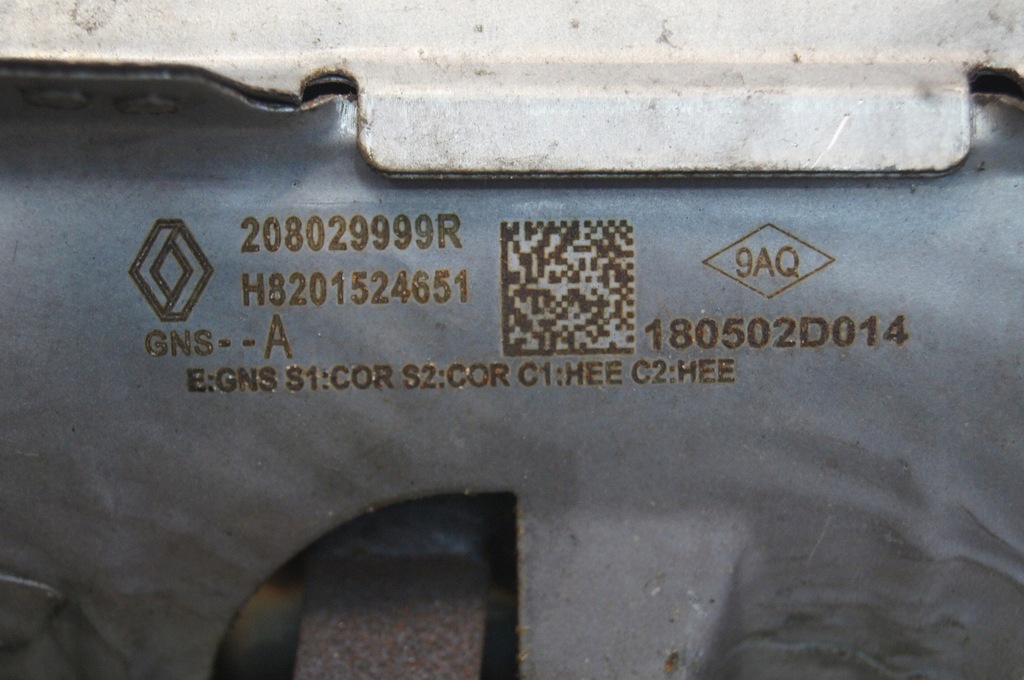 208029999R
H8201524651
GNS--A
9AQ
180502D014
E:GNS S1:COR S2:COR C1:HEE C2:HEE